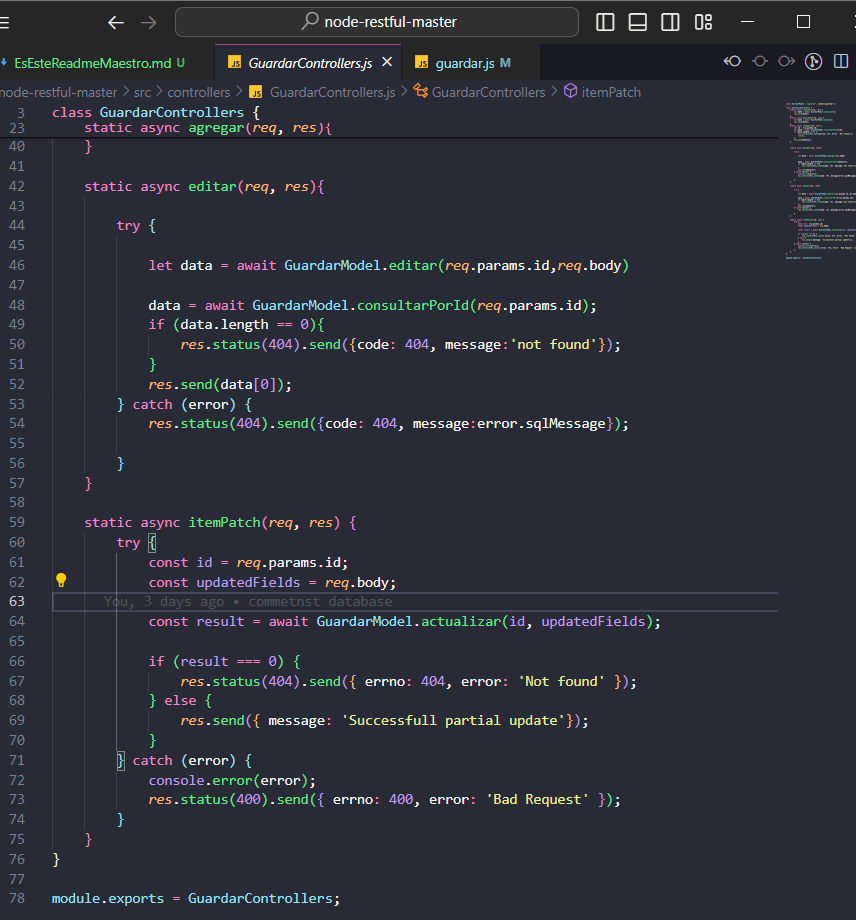 node-restful-master
EsEsteReadmeMaestro.md U
JS GuardarControllers.js
JS guardar.js M
node-restful-master > src > controllers > JS GuardarControllers.js > GuardarControllers > itemPatch
3 class GuardarControllers {
23 static async agregar(req, res){
40 }
41
42 static async editar(req, res){
43
44 try {
45
46 let data = await GuardarModel.editar(req.params.id,req.body)
47
48 data = await GuardarModel.consultarPorId(req.params.id);
49 if (data.length == 0){
50 res.status(404).send({code: 404, message:'not found'});
51 }
52 res.send(data[0]);
53 } catch (error) {
54 res.status(404).send({code: 404, message:error.sqlMessage});
55
56 }
57 }
58
59 static async itemPatch(req, res) {
60 try {
61 const id = req.params.id;
62 const updatedFields = req.body;
63 You, 3 days ago • commetnst database
64 const result = await GuardarModel.actualizar(id, updatedFields);
65
66 if (result === 0) {
67 res.status(404).send({ errno: 404, error: 'Not found' });
68 } else {
69 res.send({ message: 'Successfull partial update'});
70 }
71 } catch (error) {
72 console.error(error);
73 res.status(400).send({ errno: 400, error: 'Bad Request' });
74 }
75 }
76 }
77
78 module.exports = GuardarControllers;